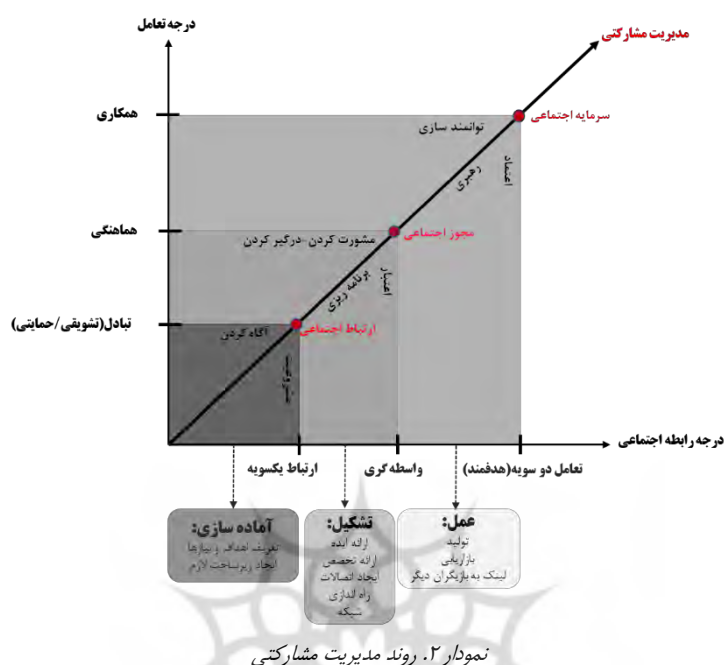 درجه تعامل
مدیریت مشارکتی
همکاری
توانمند سازی
سرمایه اجتماعی
اعتماد
رهبری
هماهنگی
مشورت کردن-درگیر کردن
مجوز اجتماعی
اعتبار
برنامه ریزی
تبادل(تشویقی/حمایتی)
آگاه کردن
ارتباط اجتماعی
مشروعیت
درجه رابطه اجتماعی
ارتباط یکسویه
واسطه گری
تعامل دو سویه(هدفمند)
آماده سازی:
تعریف اهداف و نیازها
ایجاد زیرساخت لازم
تشکیل:
ارائه ایده
ارائه تخصص
ایجاد اتصالات
راه اندازی
شبکه
عمل:
تولید
بازاریابی
لینک به بازیگران دیگر
نمودار ۲. روند مدیریت مشارکتی